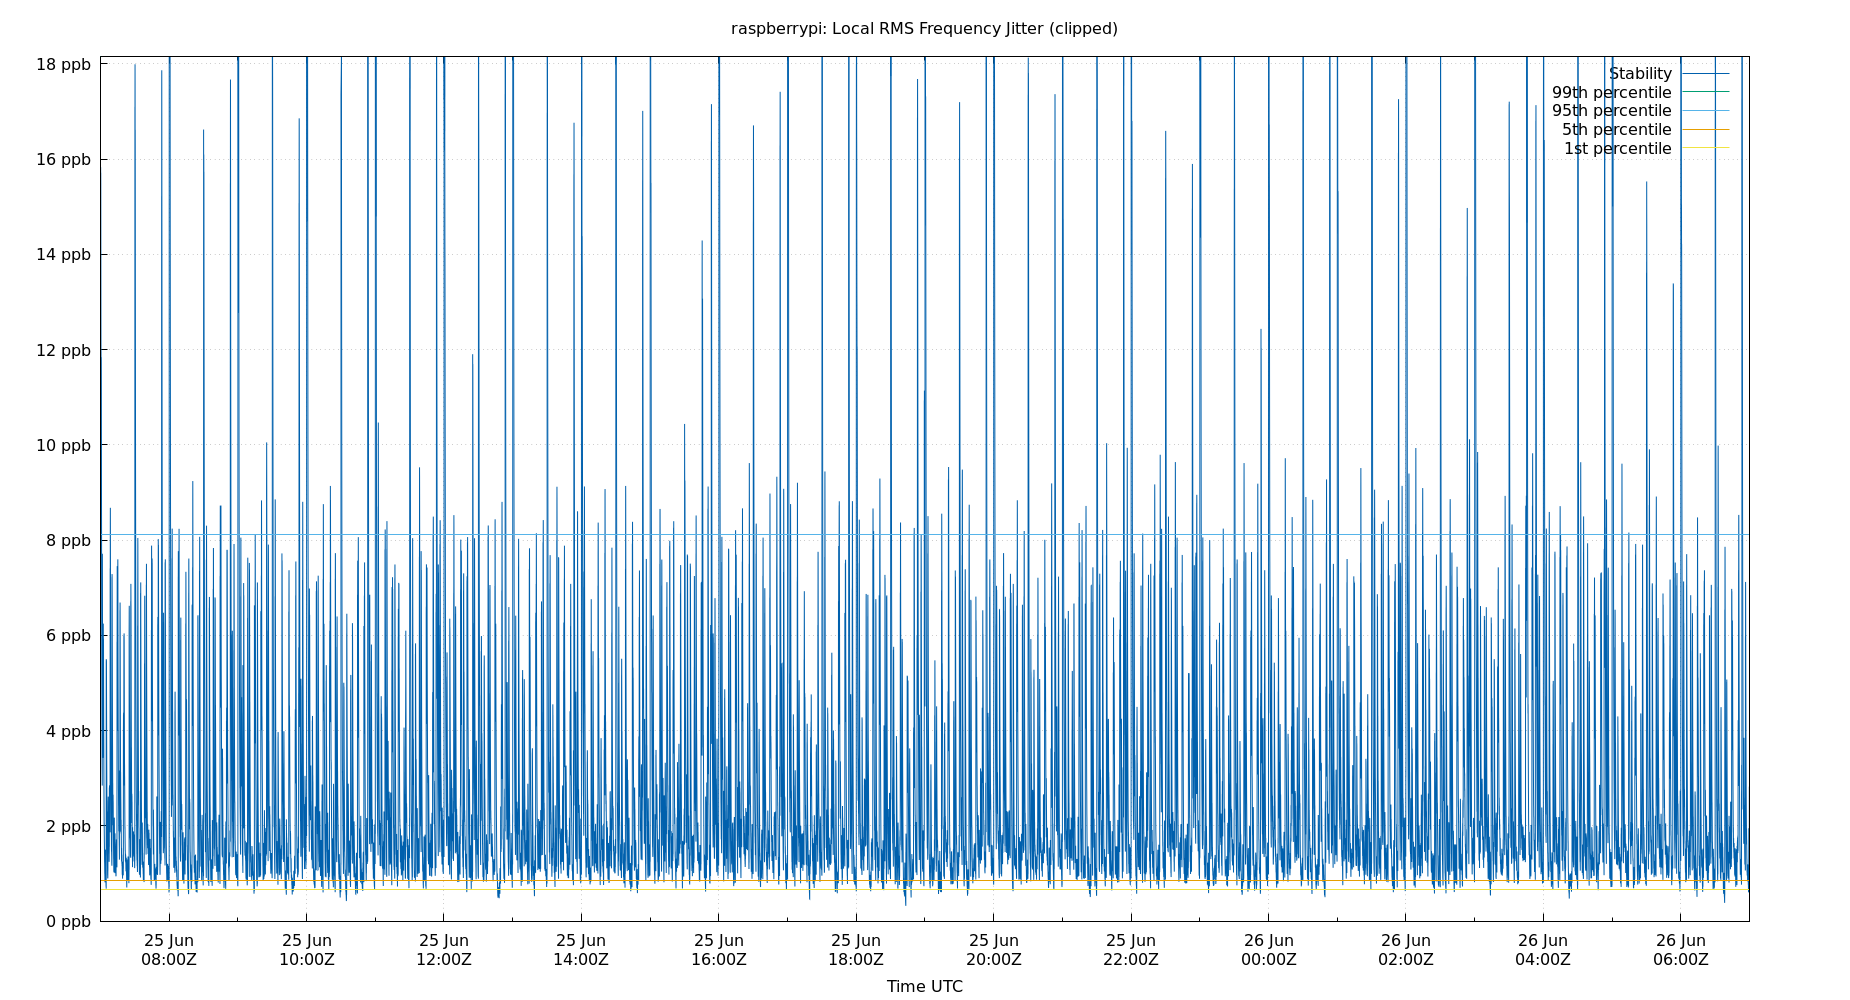 raspberrypi: Local RMS Frequency Jitter (clipped)
18 ppb
16 ppb
14 ppb
12 ppb
10 ppb
8 ppb
6 ppb
4 ppb
2 ppb
0 ppb
Stability
99th percentile
95th percentile
5th percentile
1st percentile
25 Jun 25 Jun 25 Jun 25 Jun 25 Jun 25 Jun 25 Jun 25 Jun 26 Jun 26 Jun 26 Jun 26 Jun
08:00Z 10:00Z 12:00Z 14:00Z 16:00Z 18:00Z 20:00Z 22:00Z 00:00Z 02:00Z 04:00Z 06:00Z
Time UTC